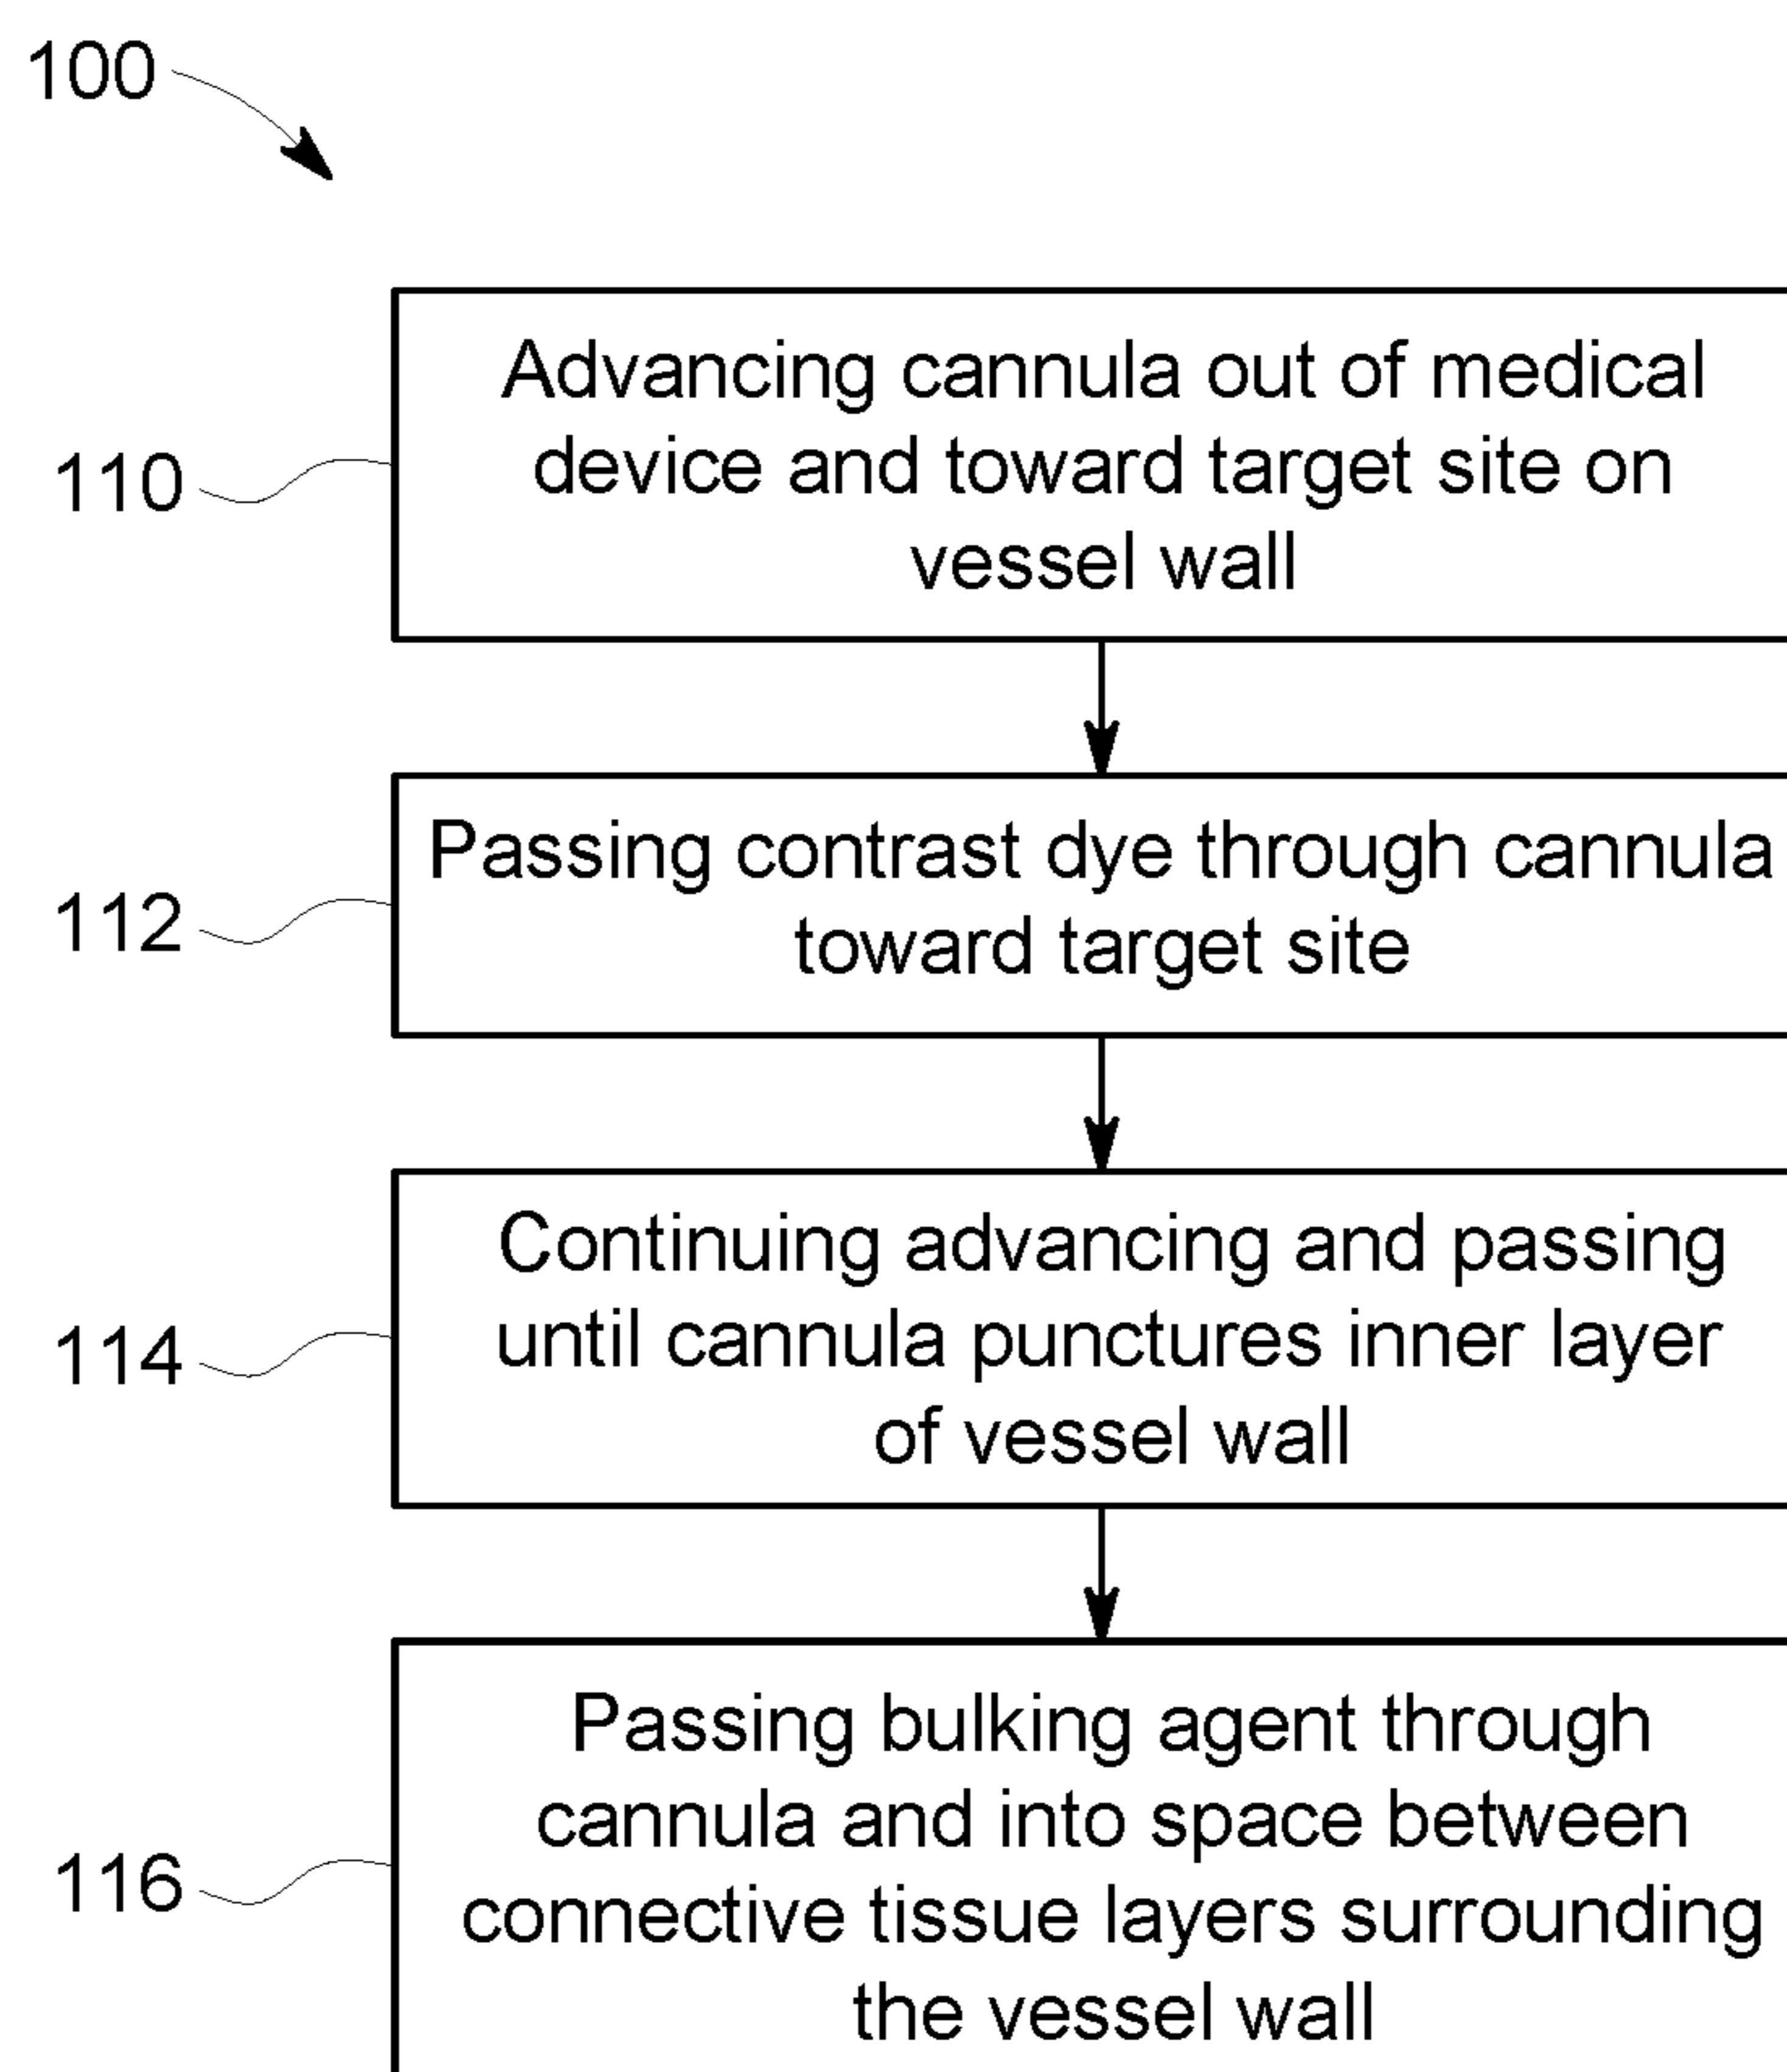 100
110
Advancing cannula out of medical
device and toward target site on
vessel wall
112
Passing contrast dye through cannula
toward target site
114
Continuing advancing and passing
until cannula punctures inner layer
of vessel wall
116
Passing bulking agent through
cannula and into space between
connective tissue layers surrounding
the vessel wall